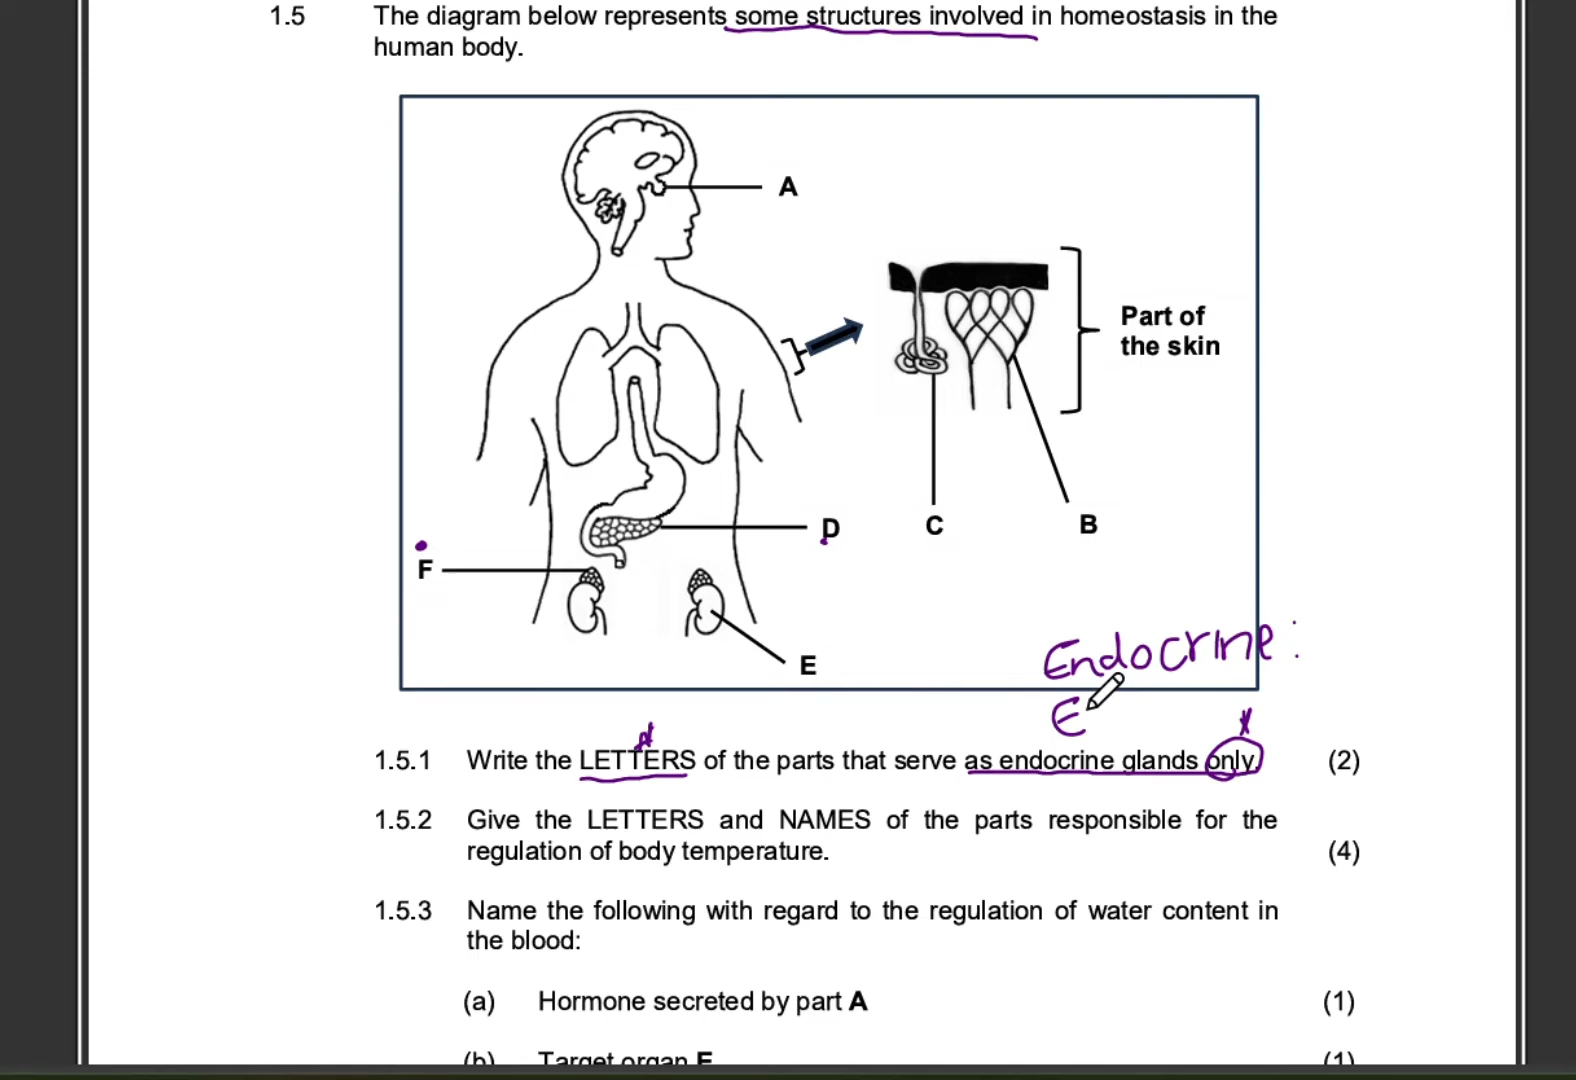 1.5 The diagram below represents some structures involved in homeostasis in the
human body.
A
Part of
the skin
D
C
B
F
E
Endocrine:
E
1.5.1 Write the LETTERS of the parts that serve as endocrine glands only. (2)
1.5.2 Give the LETTERS and NAMES of the parts responsible for the
regulation of body temperature. (4)
1.5.3 Name the following with regard to the regulation of water content in
the blood:
(a) Hormone secreted by part A (1)
(b) Target organ E (1)